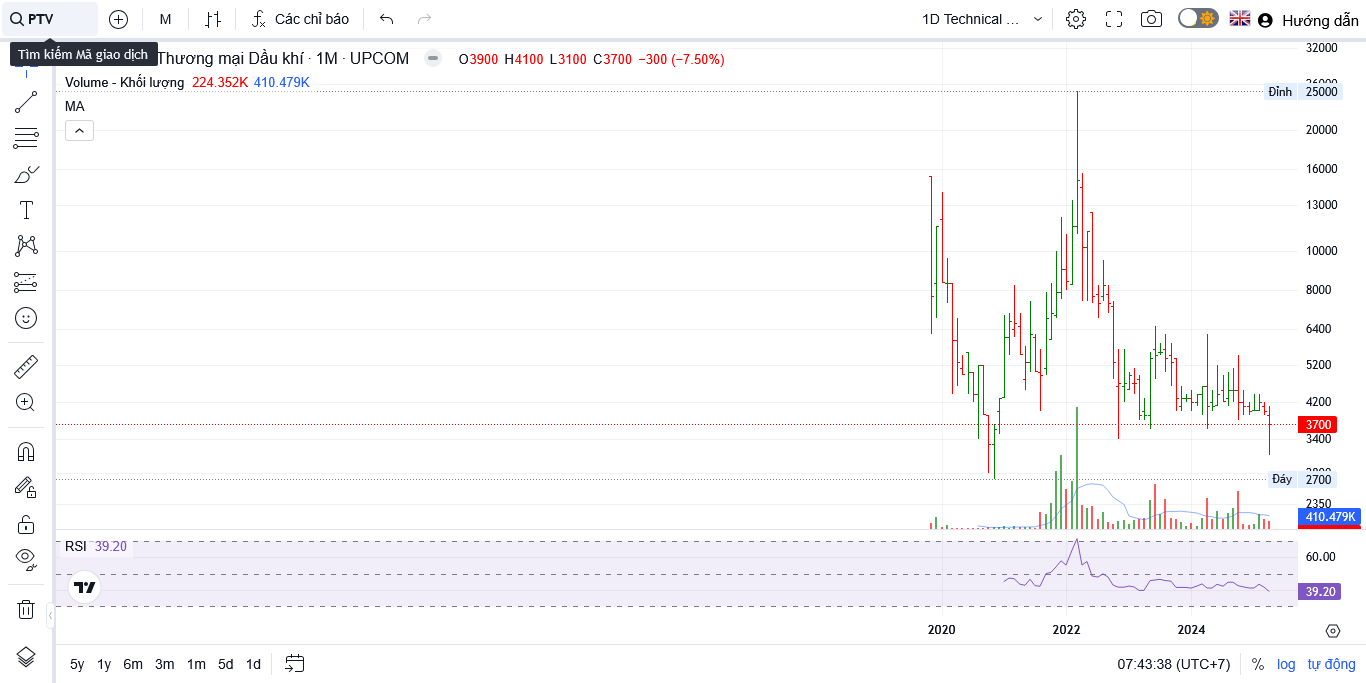 PTV
M
Các chỉ báo
1D Technical ...
Hướng dẫn
Tìm kiếm Mã giao dịch
Thương mại Dầu khí · 1M · UPCOM
O3900 H4100 L3100 C3700 −300 (−7.50%)
Volume - Khối lượng 224.352K 410.479K
MA
32000
26000
Đỉnh 25000
20000
16000
13000
10000
8000
6400
5200
4200
3700
3400
2800
Đáy 2700
2350
410.479K
RSI 39.20
60.00
39.20
2020 2022 2024
5y 1y 6m 3m 1m 5d 1d
07:43:38 (UTC+7)
% log tự động